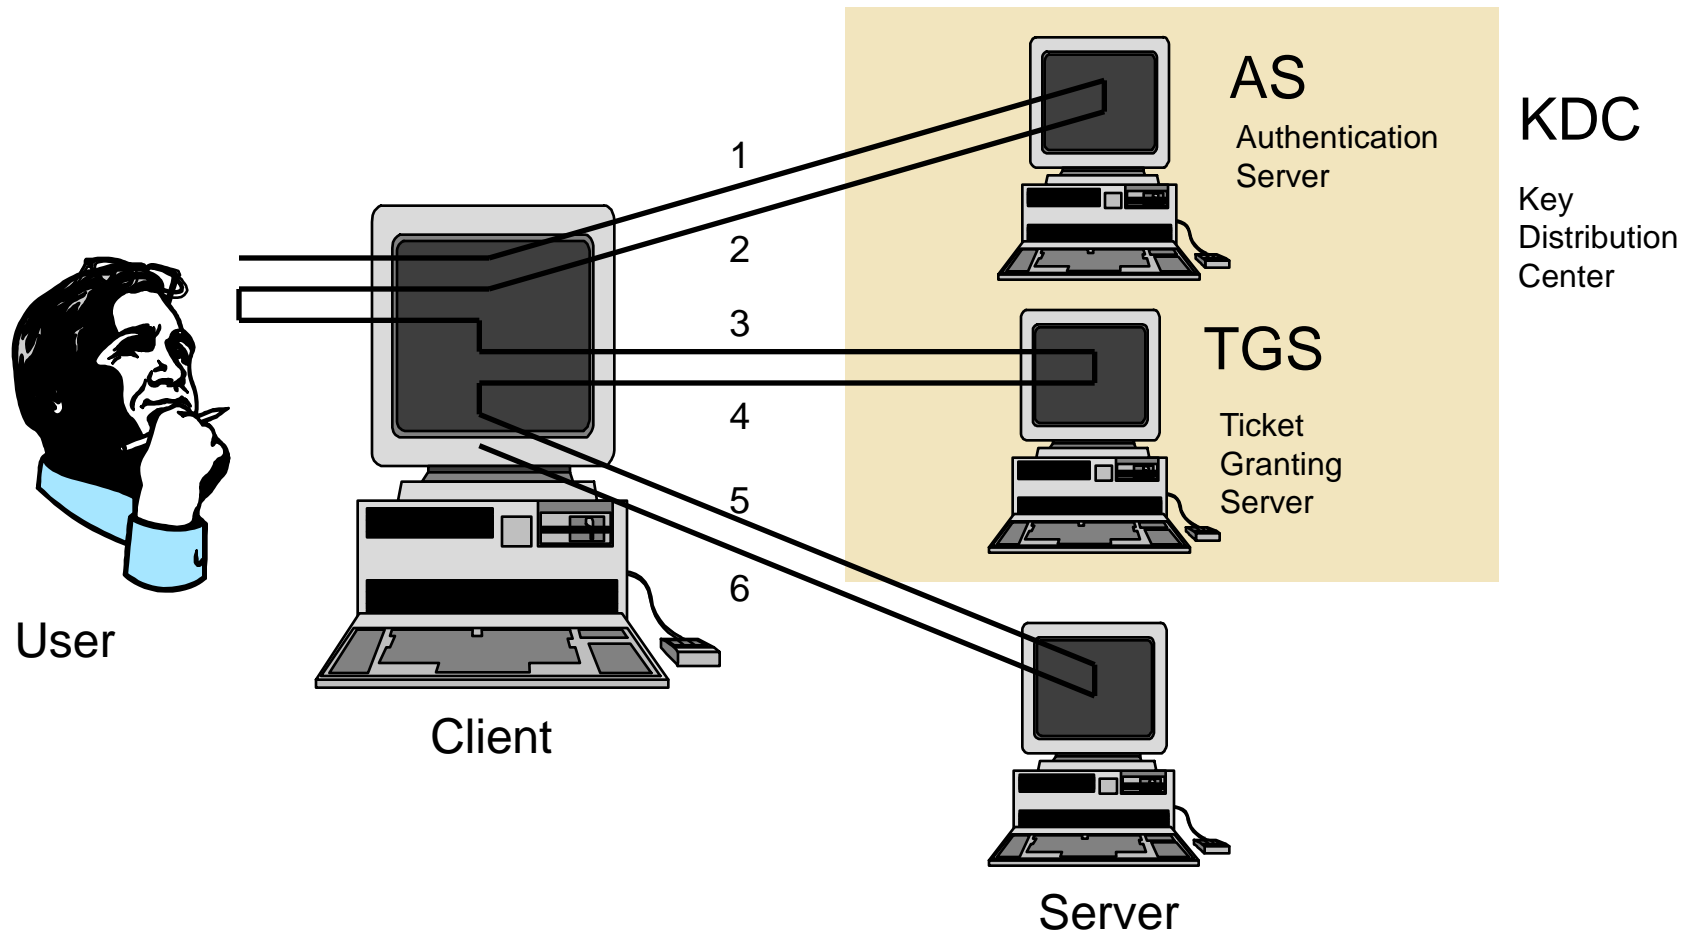 AS
Authentication
Server
KDC
Key
Distribution
Center
1
2
3
4
5
6
TGS
Ticket
Granting
Server
User
Client
Server